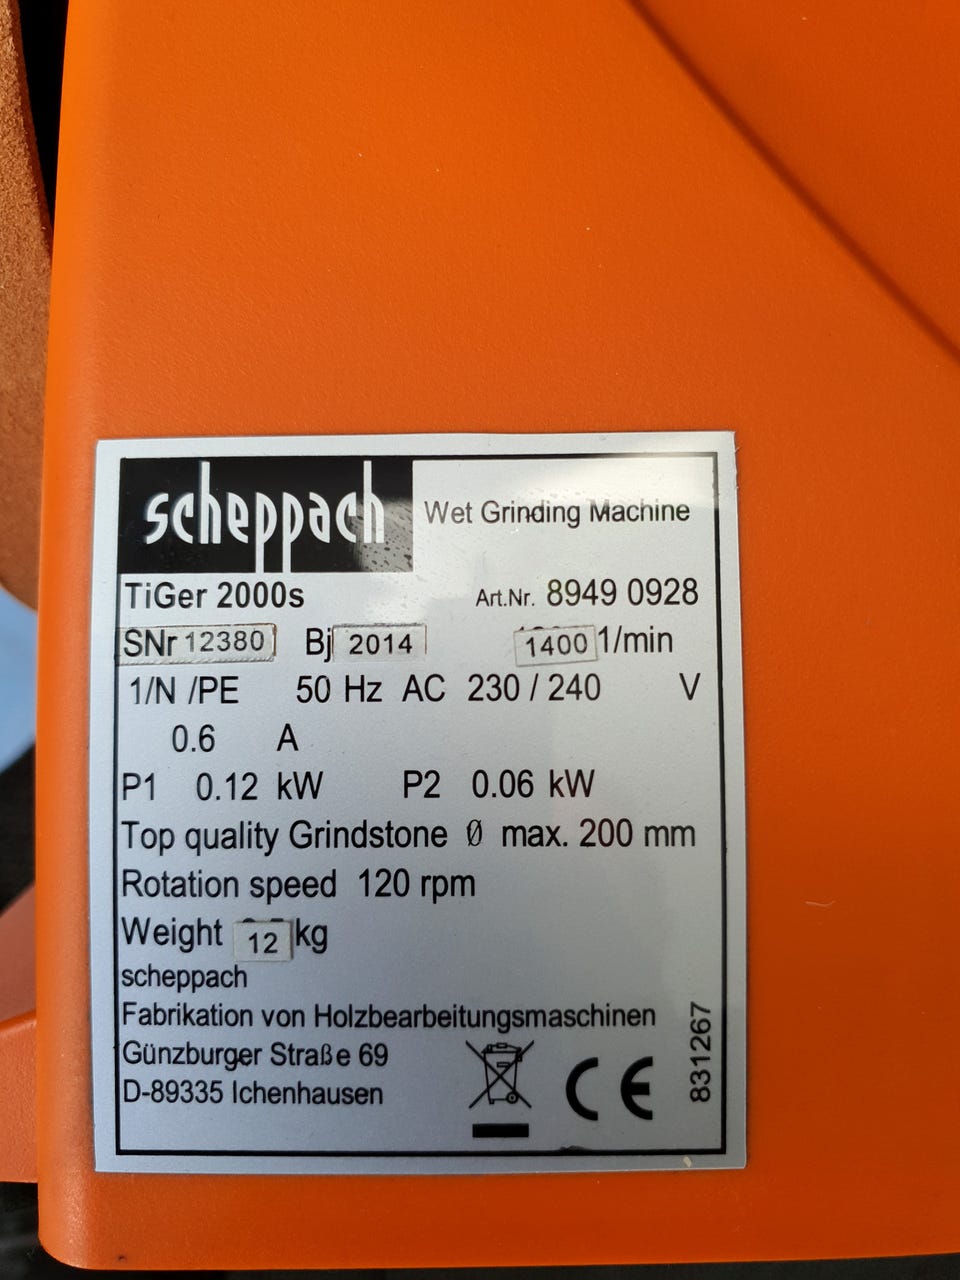 scheppach Wet Grinding Machine
TiGer 2000s Art.Nr. 8949 0928
SNr 12380 Bj 2014 1400 1/min
1/N /PE 50 Hz AC 230 / 240 V
0.6 A
P1 0.12 kW P2 0.06 kW
Top quality Grindstone Ø max. 200 mm
Rotation speed 120 rpm
Weight 12 kg
scheppach
Fabrikation von Holzbearbeitungsmaschinen
Günzburger Straße 69
D-89335 Ichenhausen
CE
831267